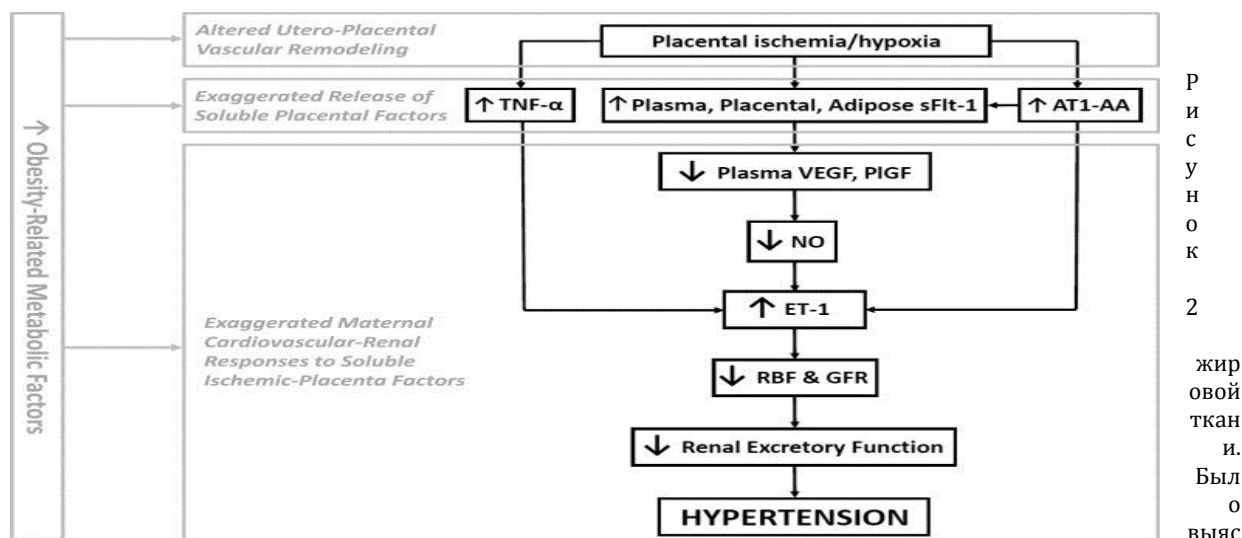 ↑ Obesity-Related Metabolic Factors
Altered Utero-Placental
Vascular Remodeling
Placental ischemia/hypoxia
Exaggerated Release of
Soluble Placental Factors
↑ TNF-α
↑ Plasma, Placental, Adipose sFlt-1
↑ AT1-AA
↓ Plasma VEGF, PlGF
↓ NO
↑ ET-1
Exaggerated Maternal
Cardiovascular-Renal
Responses to Soluble
Ischemic-Placenta Factors
↓ RBF & GFR
↓ Renal Excretory Function
HYPERTENSION
Р
и
с
у
н
о
к
2
жир
овой
ткан
и.
Был
о
выяс